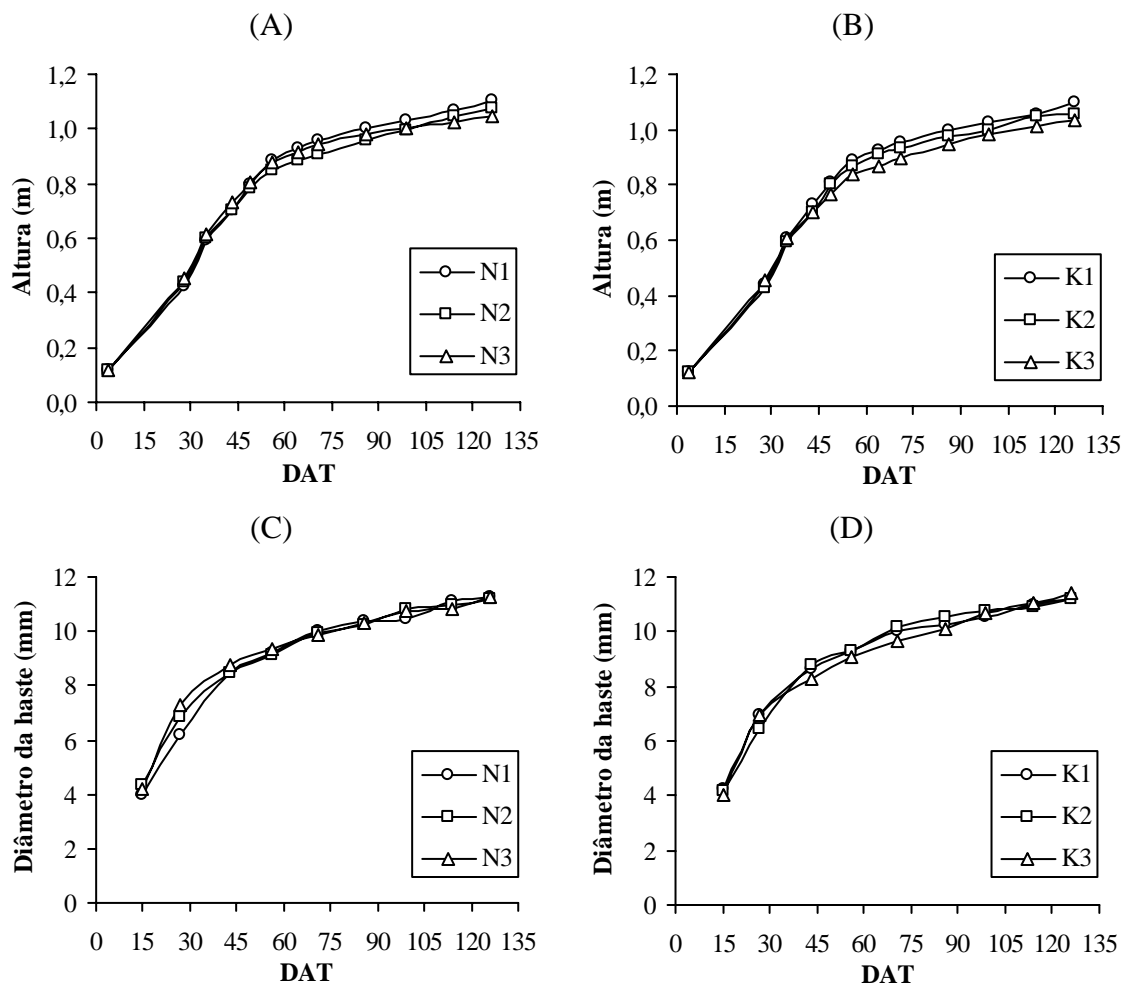 (A)
Altura (m)
1,2
1,0
0,8
0,6
0,4
0,2
0,0
0 15 30 45 60 75 90 105 120 135
DAT
N1
N2
N3
(B)
Altura (m)
1,2
1,0
0,8
0,6
0,4
0,2
0,0
0 15 30 45 60 75 90 105 120 135
DAT
K1
K2
K3
(C)
Diâmetro da haste (mm)
12
10
8
6
4
2
0
0 15 30 45 60 75 90 105 120 135
DAT
N1
N2
N3
(D)
Diâmetro da haste (mm)
12
10
8
6
4
2
0
0 15 30 45 60 75 90 105 120 135
DAT
K1
K2
K3